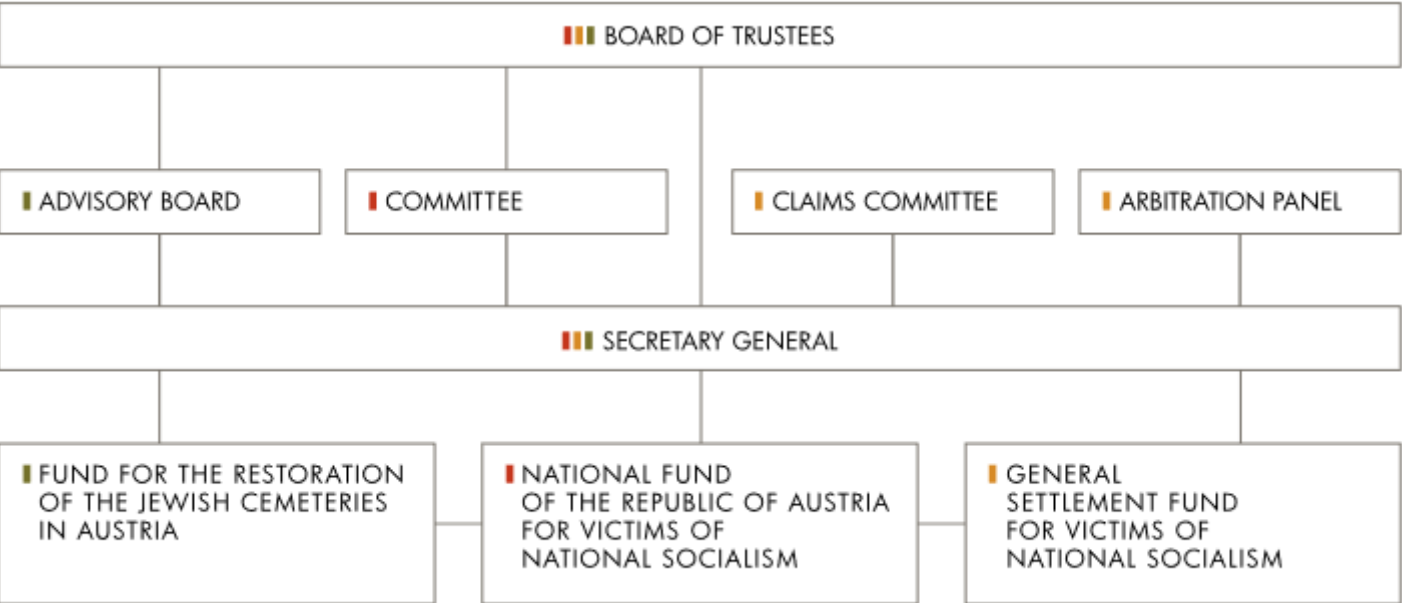 BOARD OF TRUSTEES
ADVISORY BOARD
COMMITTEE
CLAIMS COMMITTEE
ARBITRATION PANEL
SECRETARY GENERAL
FUND FOR THE RESTORATION
OF THE JEWISH CEMETERIES
IN AUSTRIA
NATIONAL FUND
OF THE REPUBLIC OF AUSTRIA
FOR VICTIMS OF
NATIONAL SOCIALISM
GENERAL
SETTLEMENT FUND
FOR VICTIMS OF
NATIONAL SOCIALISM